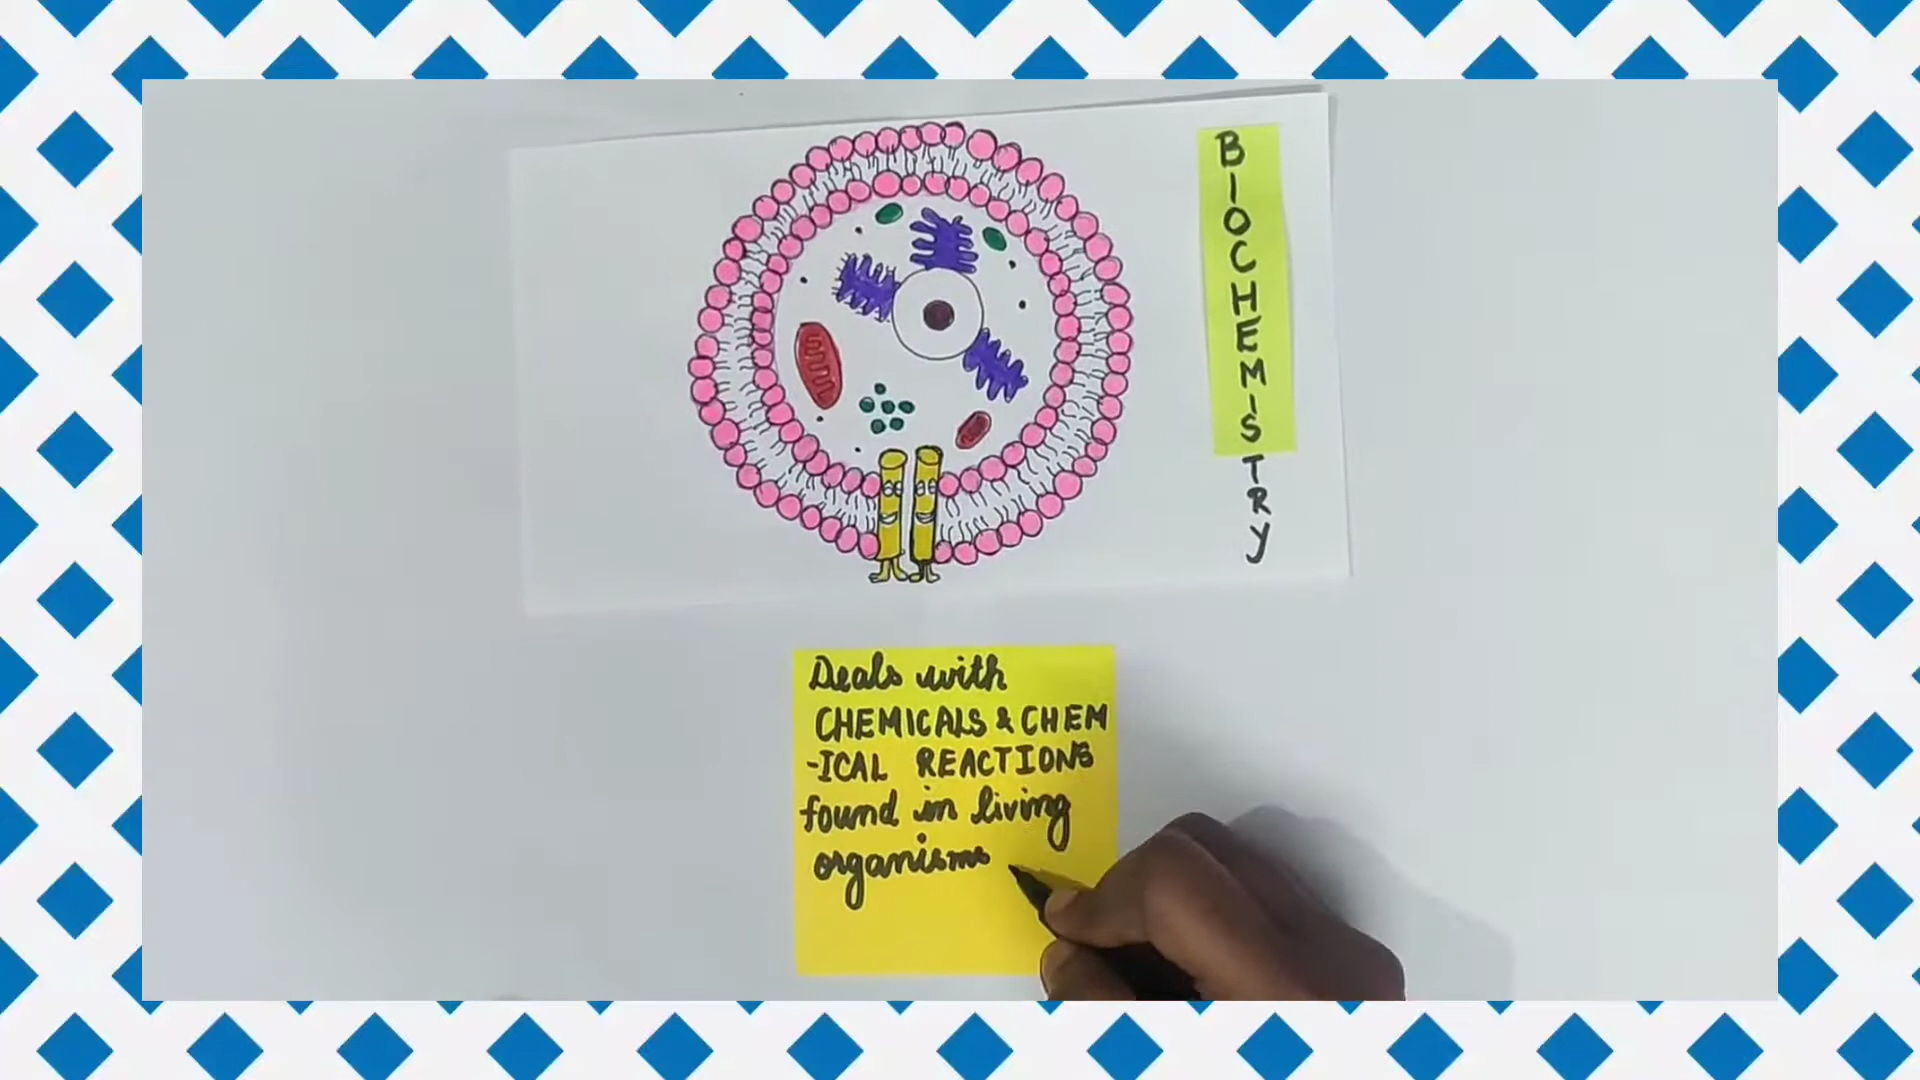 BIOCHEMISTRY
Deals with
CHEMICALS & CHEM
-ICAL REACTIONS
found in living
organisms